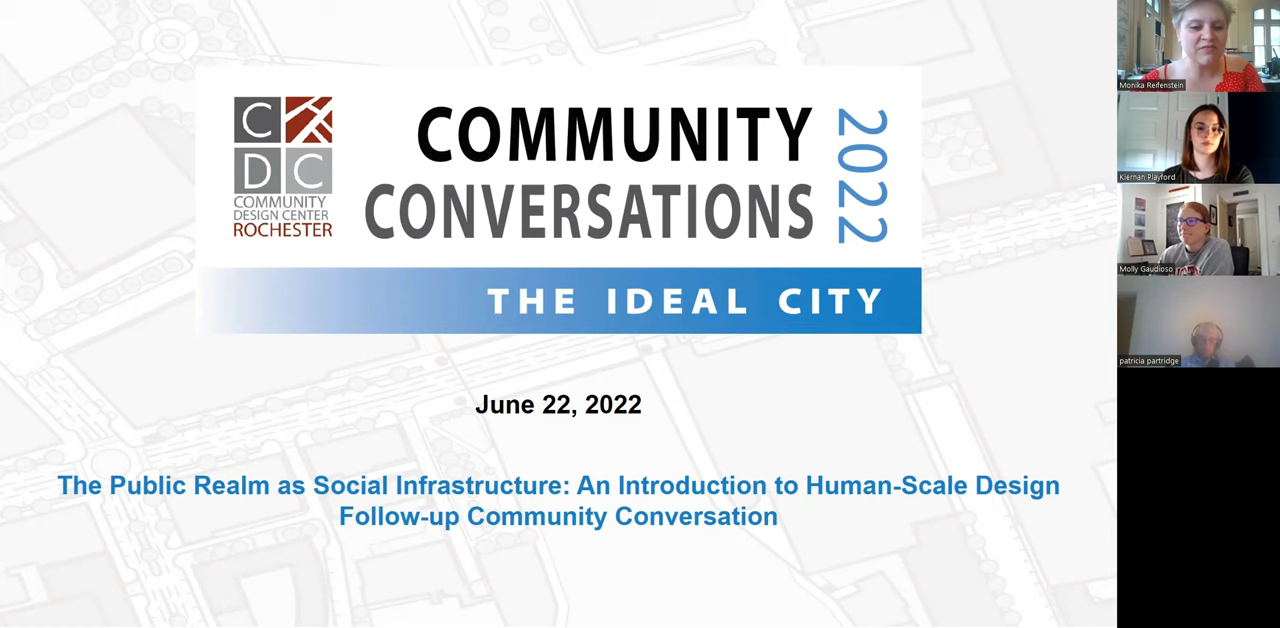 C
D C
COMMUNITY
DESIGN CENTER
ROCHESTER
COMMUNITY
CONVERSATIONS
2022
THE IDEAL CITY
June 22, 2022
The Public Realm as Social Infrastructure: An Introduction to Human-Scale Design
Follow-up Community Conversation
Monika Reifenstein
Kiernan Playford
Molly Gaudioso
patricia partridge